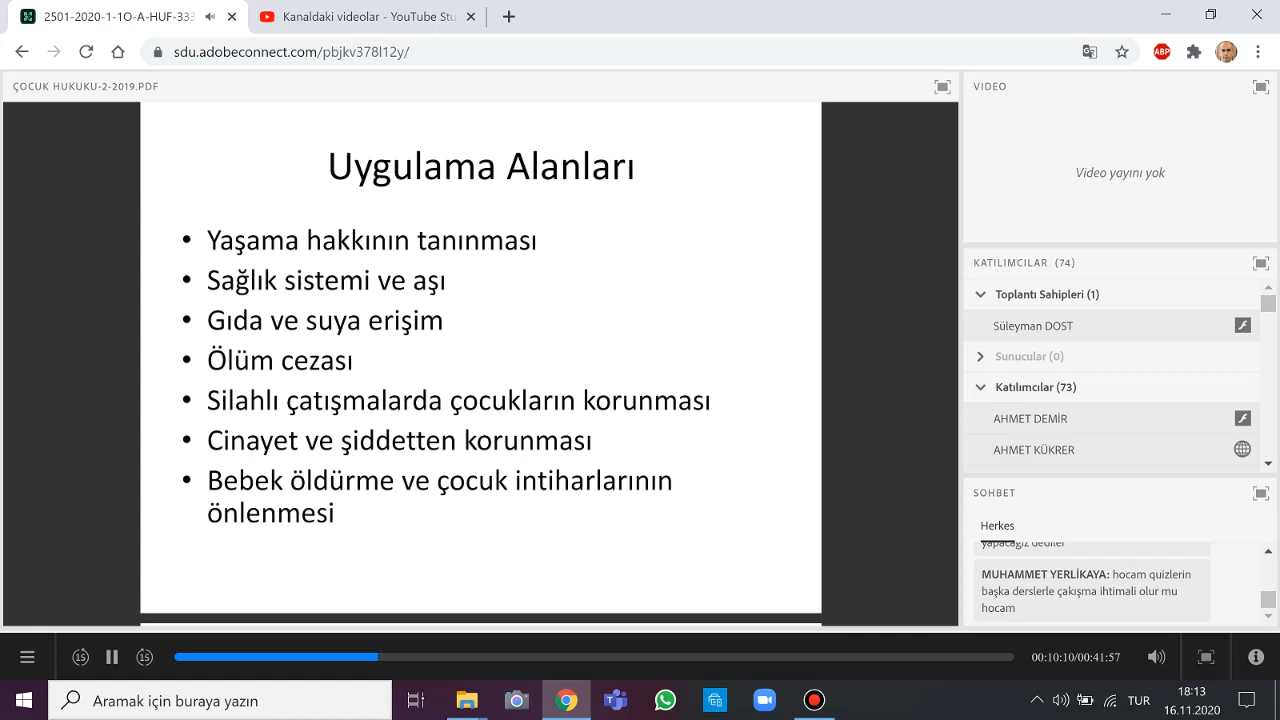 2501-2020-1-1O-A-HUF-333
Kanaldaki videolar - YouTube Stu
sdu.adobeconnect.com/pbjkv378l12y/
ABP
ÇOCUK HUKUKU-2-2019.PDF
Uygulama Alanları
• Yaşama hakkının tanınması
• Sağlık sistemi ve aşı
• Gıda ve suya erişim
• Ölüm cezası
• Silahlı çatışmalarda çocukların korunması
• Cinayet ve şiddetten korunması
• Bebek öldürme ve çocuk intiharlarının
önlenmesi
VIDEO
Video yayını yok
KATILIMCILAR (74)
Toplantı Sahipleri (1)
Süleyman DOST
Sunucular (0)
Katılımcılar (73)
AHMET DEMİR
AHMET KÜKRER
SOHBET
Herkes
yapacağız dediler
MUHAMMET YERLİKAYA: hocam quizlerin
başka derslerle çakışma ihtimali olur mu
hocam
15
15
00:10:10/00:41:57
Aramak için buraya yazın
TUR
18:13
16.11.2020